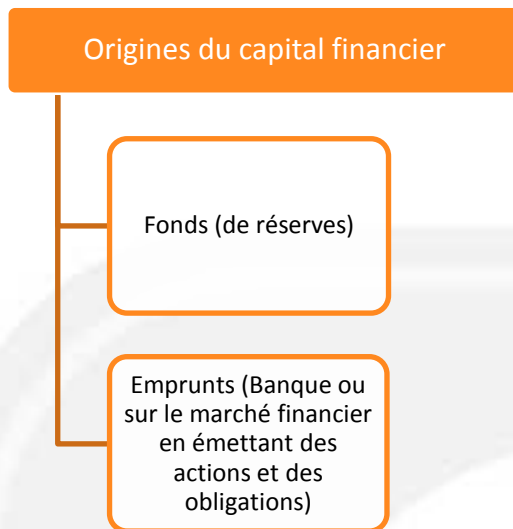 Origines du capital financier
Fonds (de réserves)
Emprunts (Banque ou
sur le marché financier
en émettant des
actions et des
obligations)